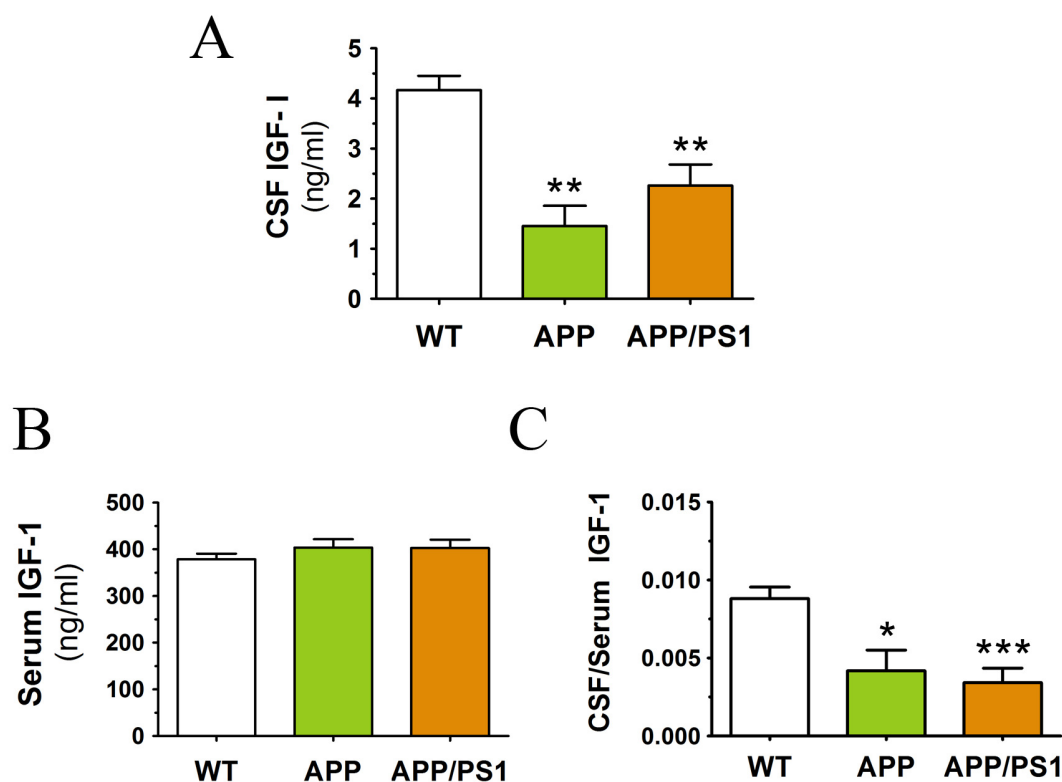 A
CSF IGF- I
(ng/ml)
5
4
3
2
1
0
**
**
WT APP APP/PS1
B
Serum IGF-1
(ng/ml)
500
400
300
200
100
0
WT APP APP/PS1
C
CSF/Serum IGF-1
0.015
0.010
0.005
0.000
*
***
WT APP APP/PS1